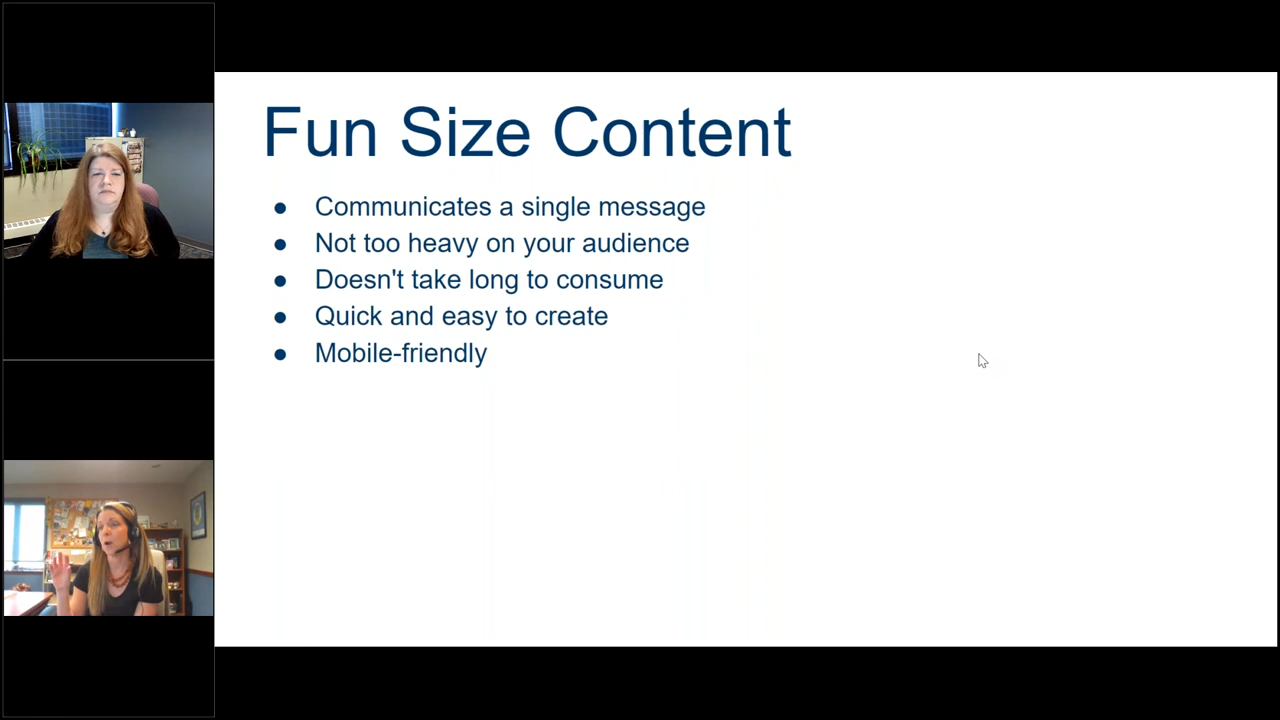 Fun Size Content
● Communicates a single message
● Not too heavy on your audience
● Doesn't take long to consume
● Quick and easy to create
● Mobile-friendly